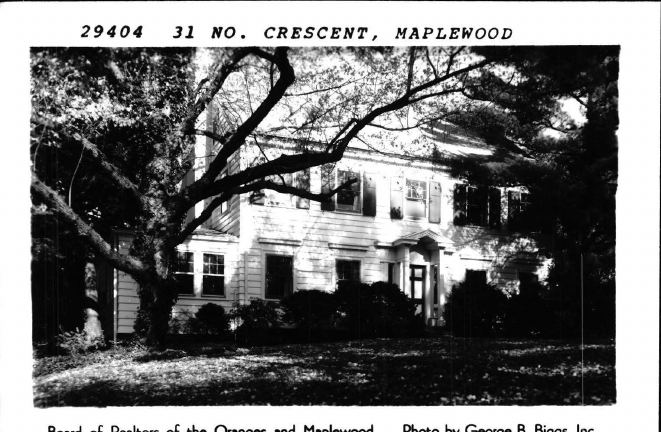 29404 31 NO. CRESCENT, MAPLEWOOD
Board of Realtors of the Oranges and Maplewood Photo by George B. Biggs, Inc.